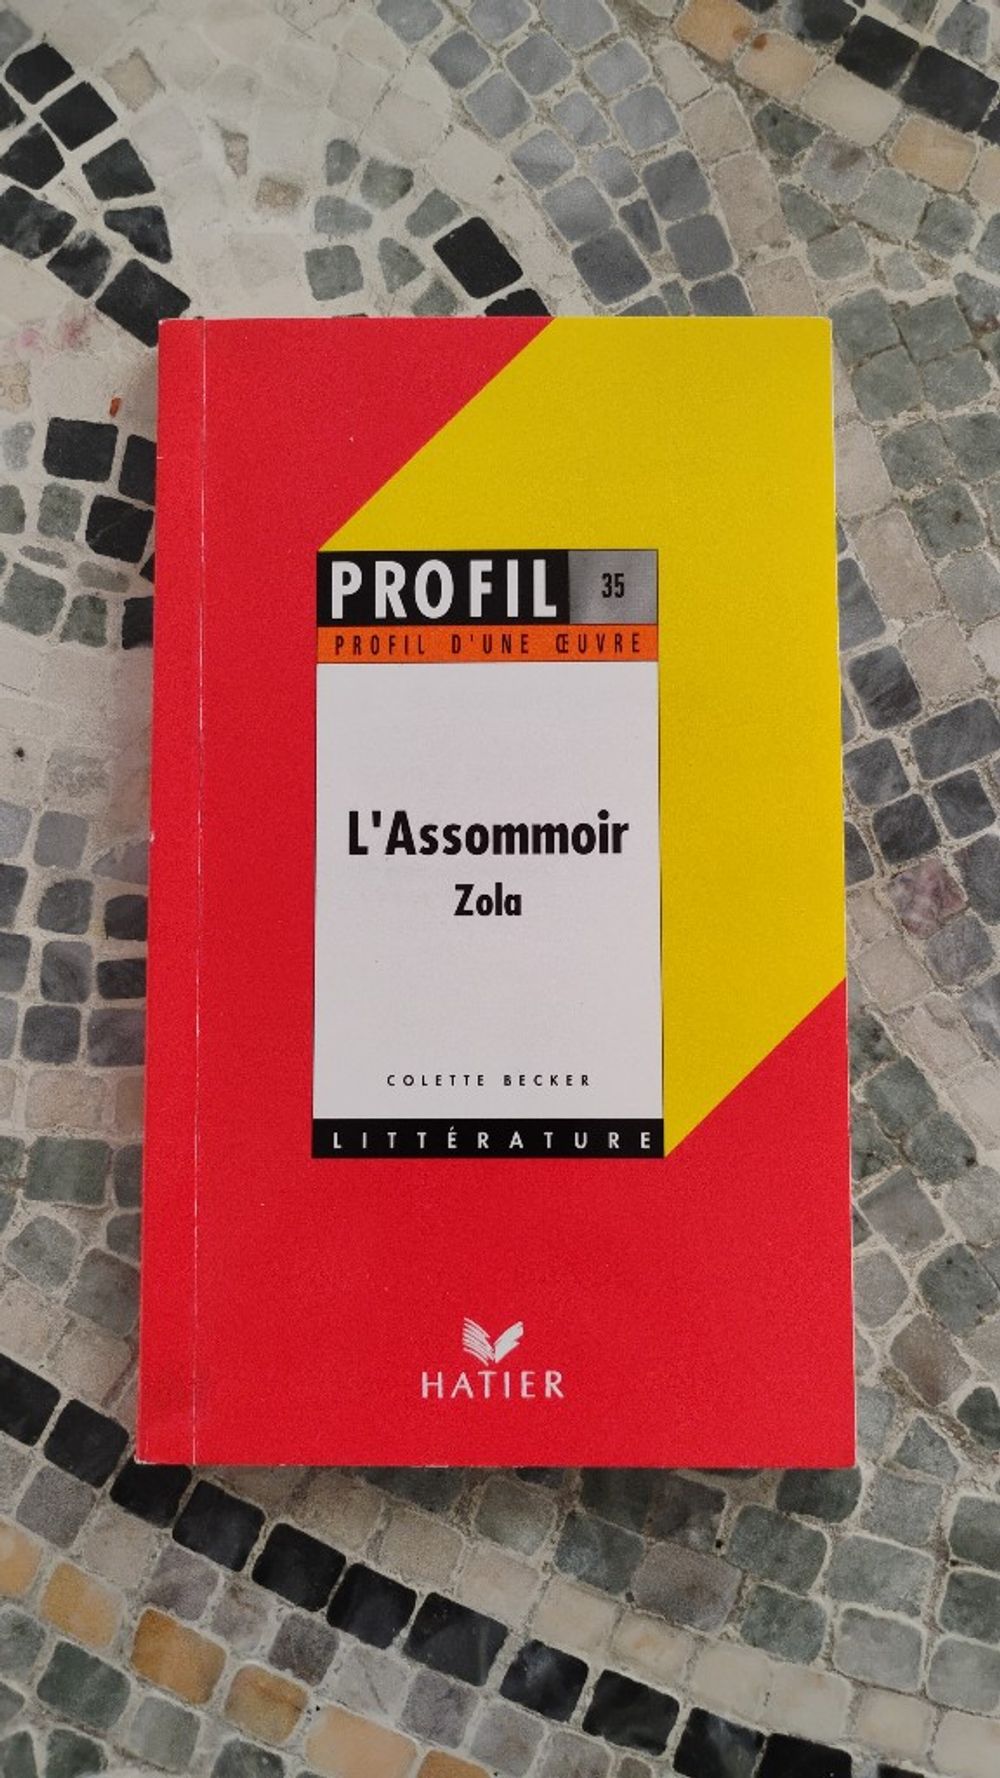 PROFIL 35
PROFIL D'UNE ŒUVRE
L'Assommoir
Zola
COLETTE BECKER
LITTÉRATURE
HATIER